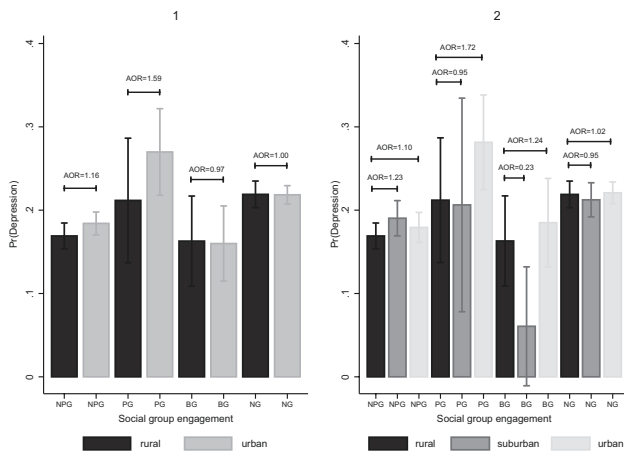 1
2
Pr(Depression)
.4
.3
.2
.1
0
AOR=1.16
AOR=1.59
AOR=0.97
AOR=1.00
NPG NPG PG PG BG BG NG NG
Social group engagement
rural urban
Pr(Depression)
.4
.3
.2
.1
0
AOR=1.10
AOR=1.23
AOR=1.72
AOR=0.95
AOR=1.24
AOR=0.23
AOR=1.02
AOR=0.95
NPG NPG NPG PG PG PG BG BG BG NG NG NG
Social group engagement
rural suburban urban